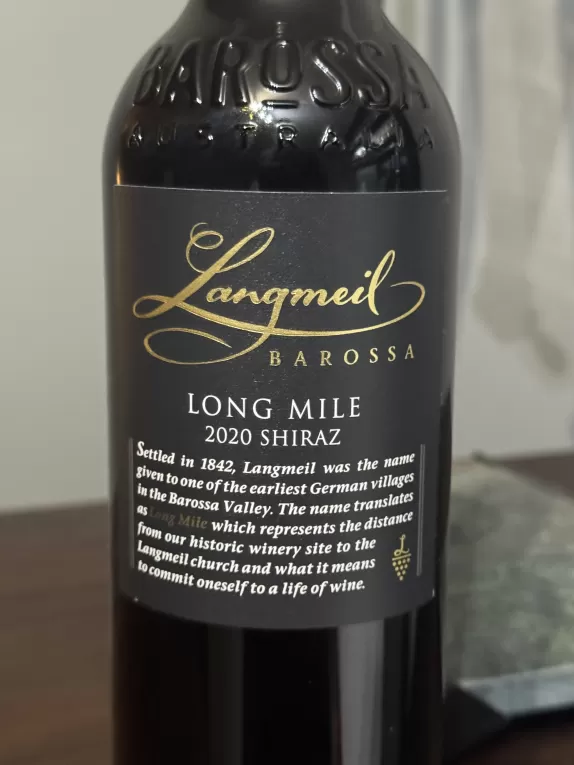 BAROSSA
AUSTRALIA
Langmeil
BAROSSA
LONG MILE
2020 SHIRAZ
Settled in 1842, Langmeil was the name
given to one of the earliest German villages
in the Barossa Valley. The name translates
as Long Mile which represents the distance
from our historic winery site to the
Langmeil church and what it means
to commit oneself to a life of wine.
L